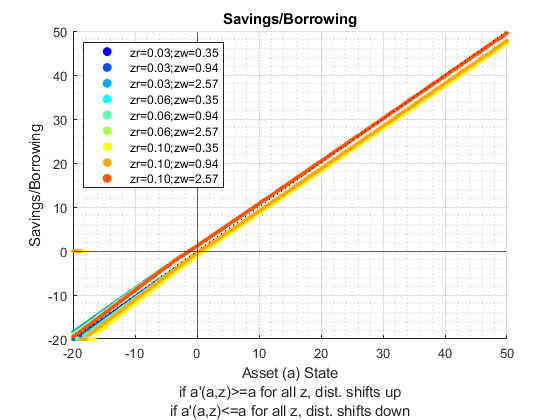 Savings/Borrowing
50
40
30
20
10
0
-10
-20
Savings/Borrowing
zr=0.03;zw=0.35
zr=0.03;zw=0.94
zr=0.03;zw=2.57
zr=0.06;zw=0.35
zr=0.06;zw=0.94
zr=0.06;zw=2.57
zr=0.10;zw=0.35
zr=0.10;zw=0.94
zr=0.10;zw=2.57
-20 -10 0 10 20 30 40 50
Asset (a) State
if a'(a,z)>=a for all z, dist. shifts up
if a'(a,z)<=a for all z, dist. shifts down